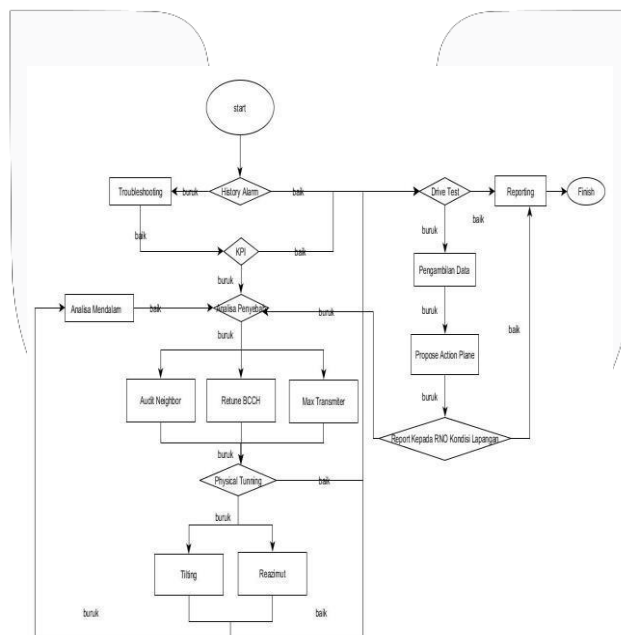 start
Troubleshooting
buruk
History Alarm
baik
Drive Test
baik
Reporting
Finish
baik
KPI
baik
buruk
Pengambilan Data
buruk
Analisa Mendalam
baik
Analisa Penyebab
buruk
buruk
baik
buruk
Propose Action Plane
buruk
Audit Neighbor
Retune BCCH
Max Transmiter
Report Kepada RNO Kondisi Lapangan
buruk
Physical Tunning
baik
buruk
Tilting
Reazimut
buruk
baik